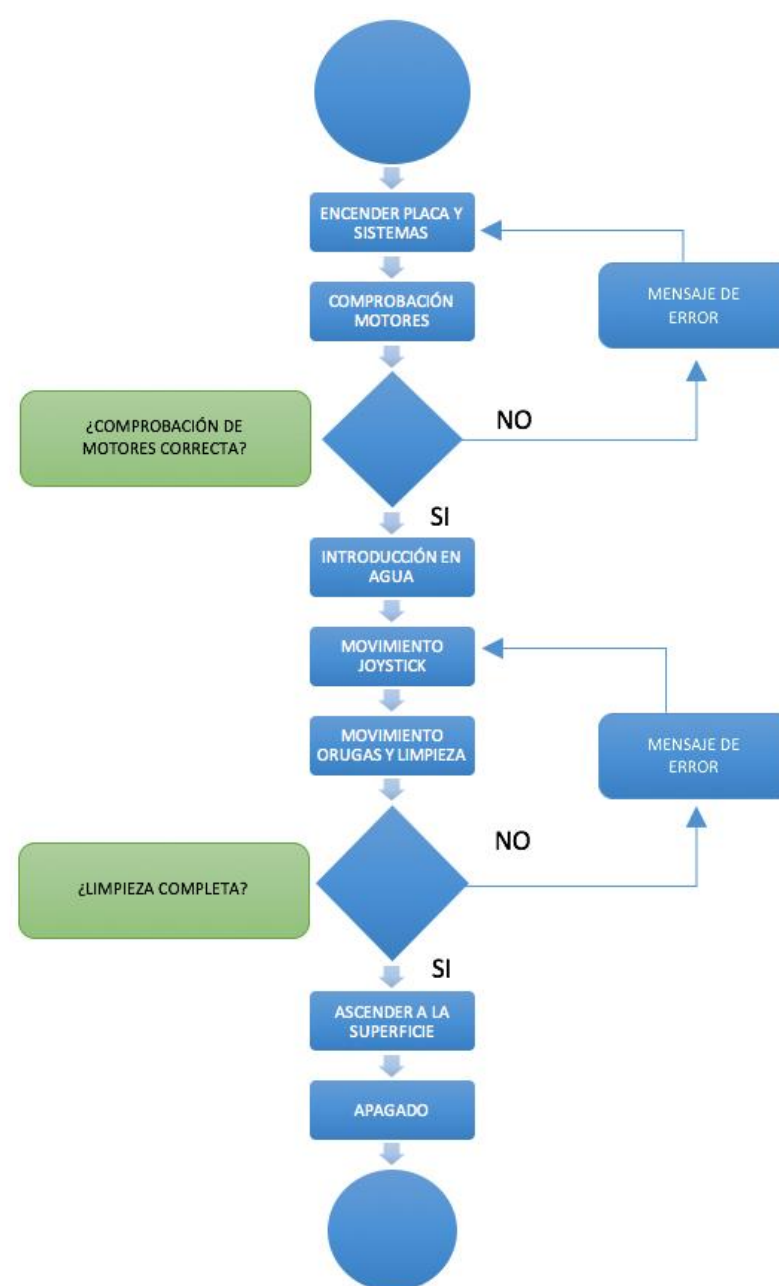 ENCENDER PLACA Y
SISTEMAS
MENSAJE DE
ERROR
COMPROBACIÓN
MOTORES
¿COMPROBACIÓN DE
MOTORES CORRECTA?
NO
SI
INTRODUCCIÓN EN
AGUA
MOVIMIENTO
JOYSTICK
MOVIMIENTO
ORUGAS Y LIMPIEZA
MENSAJE DE
ERROR
NO
¿LIMPIEZA COMPLETA?
SI
ASCENDER A LA
SUPERFICIE
APAGADO